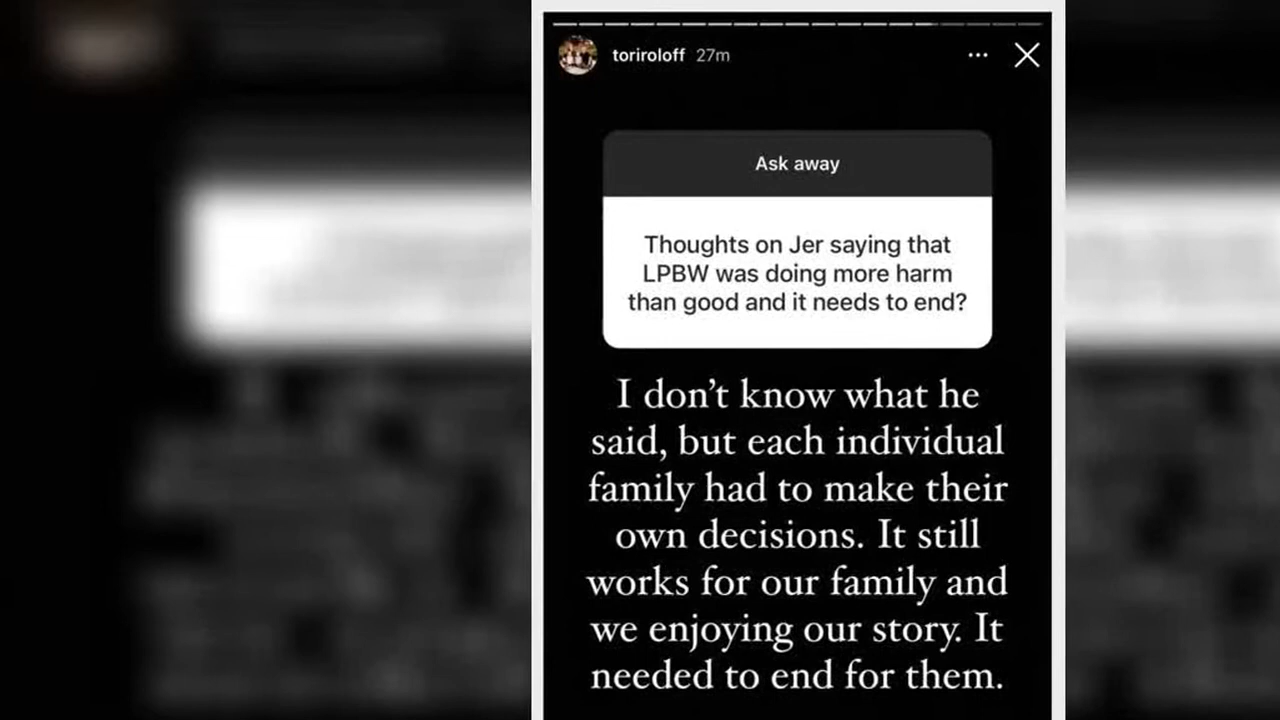 toriroloff 27m
Ask away
Thoughts on Jer saying that
LPBW was doing more harm
than good and it needs to end?
I don’t know what he
said, but each individual
family had to make their
own decisions. It still
works for our family and
we enjoying our story. It
needed to end for them.